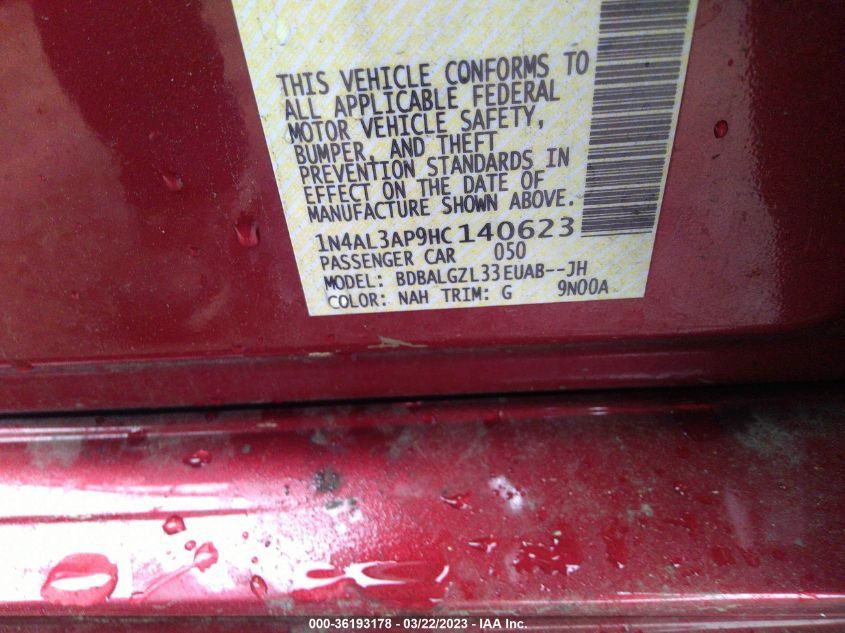 THIS VEHICLE CONFORMS TO
ALL APPLICABLE FEDERAL
MOTOR VEHICLE SAFETY,
BUMPER, AND THEFT
PREVENTION STANDARDS IN
EFFECT ON THE DATE OF
MANUFACTURE SHOWN ABOVE.
1N4AL3AP9HC 140623
PASSENGER CAR 050
MODEL: BDBALGZL33EUAB--JH
COLOR: NAH TRIM: G 9N00A
000-36193178 - 03/22/2023 - IAA Inc.